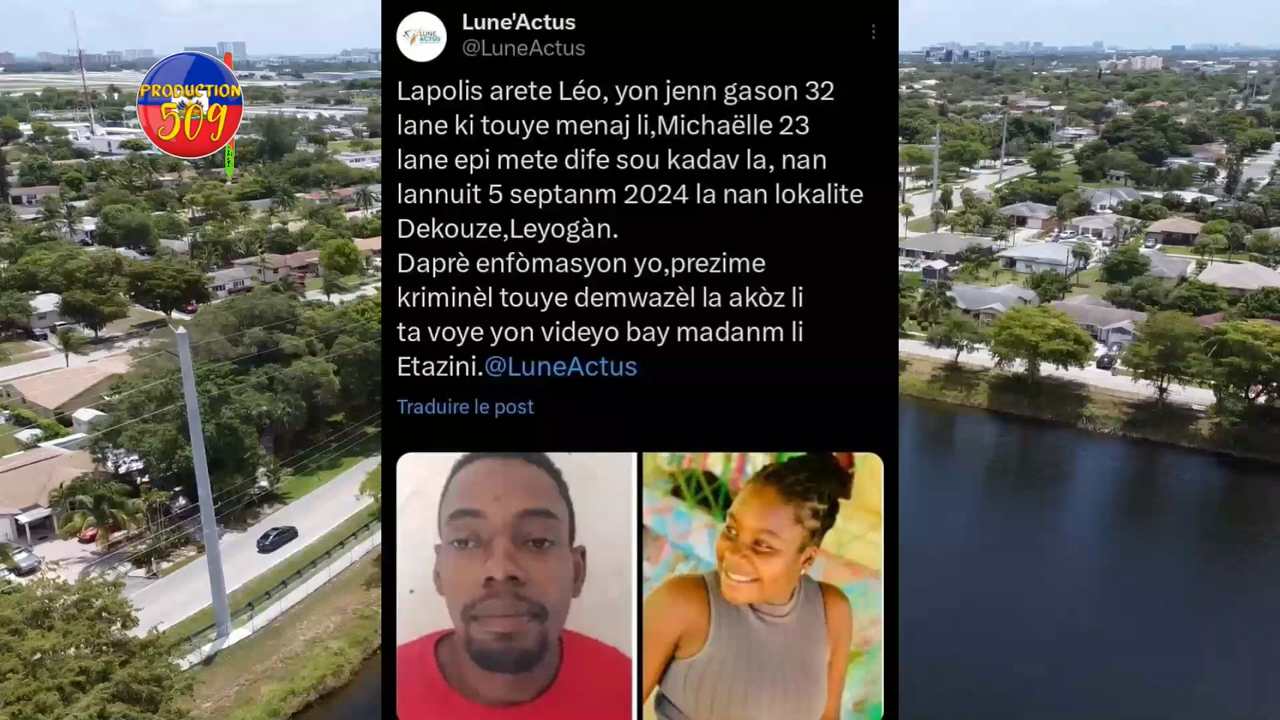 PRODUCTION
509
Lune'Actus
@LuneActus
Lapolis arete Léo, yon jenn gason 32
lane ki touye menaj li,Michaëlle 23
lane epi mete dife sou kadav la, nan
lannuit 5 septanm 2024 la nan lokalite
Dekouze,Leyogàn.
Daprè enfòmasyon yo,prezime
kriminèl touye demwazèl la akòz li
ta voye yon videyo bay madanm li
Etazini.@LuneActus
Traduire le post